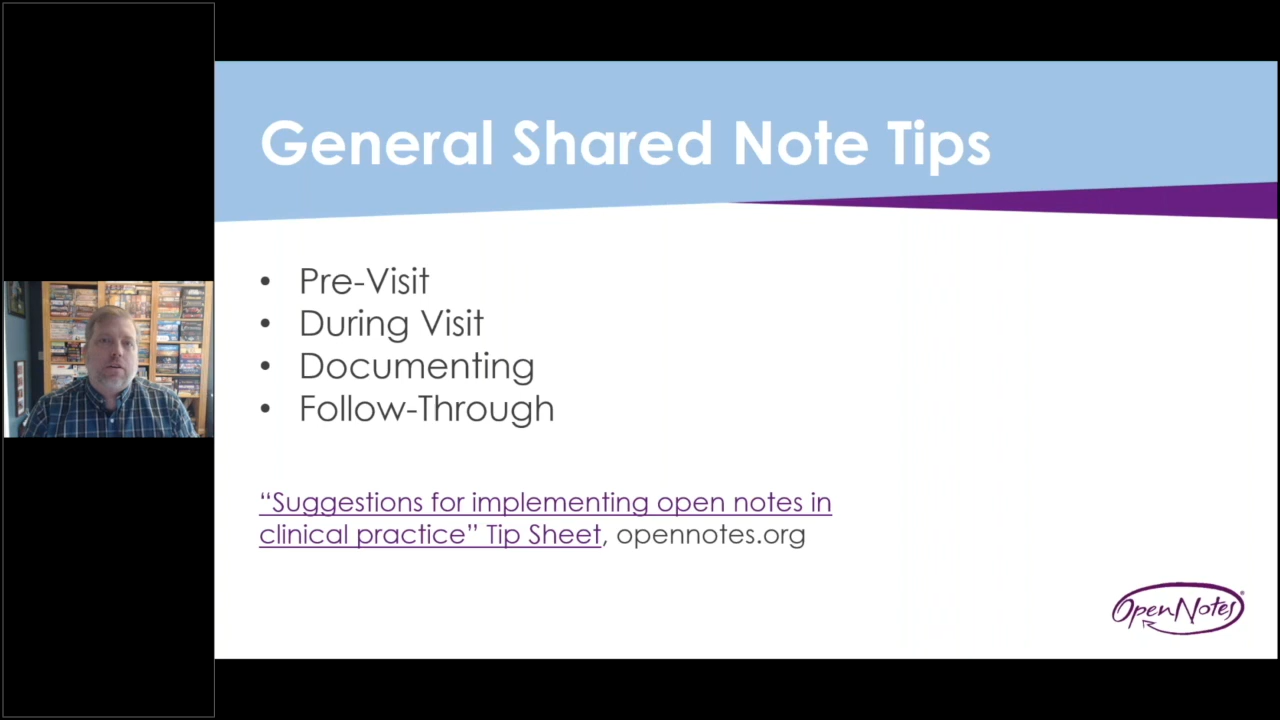 General Shared Note Tips
• Pre-Visit
• During Visit
• Documenting
• Follow-Through
“Suggestions for implementing open notes in
clinical practice” Tip Sheet, opennotes.org
OpenNotes